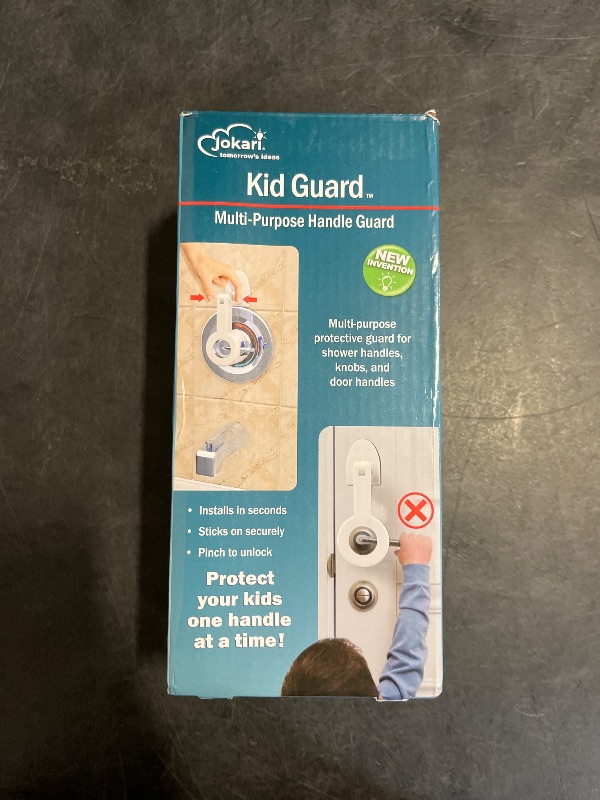 Jokari
tomorrow's ideas
Kid Guard™
Multi-Purpose Handle Guard
NEW
INVENTION
Multi-purpose
protective guard for
shower handles,
knobs, and
door handles
• Installs in seconds
• Sticks on securely
• Pinch to unlock
Protect
your kids
one handle
at a time!